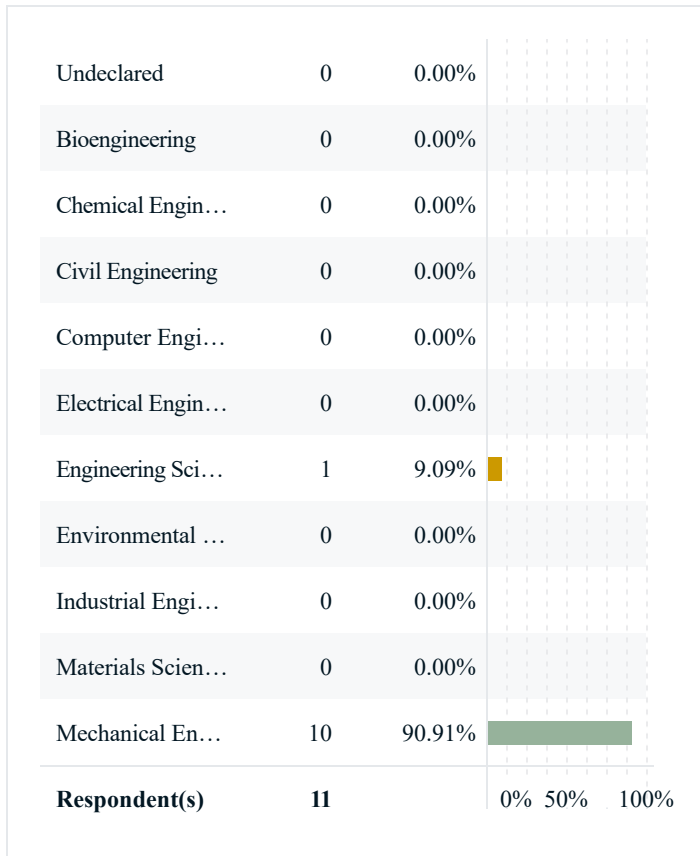 Undeclared 0 0.00%
Bioengineering 0 0.00%
Chemical Engin… 0 0.00%
Civil Engineering 0 0.00%
Computer Engi… 0 0.00%
Electrical Engin… 0 0.00%
Engineering Sci… 1 9.09%
Environmental … 0 0.00%
Industrial Engi… 0 0.00%
Materials Scien… 0 0.00%
Mechanical En… 10 90.91%
Respondent(s) 11 0% 50% 100%